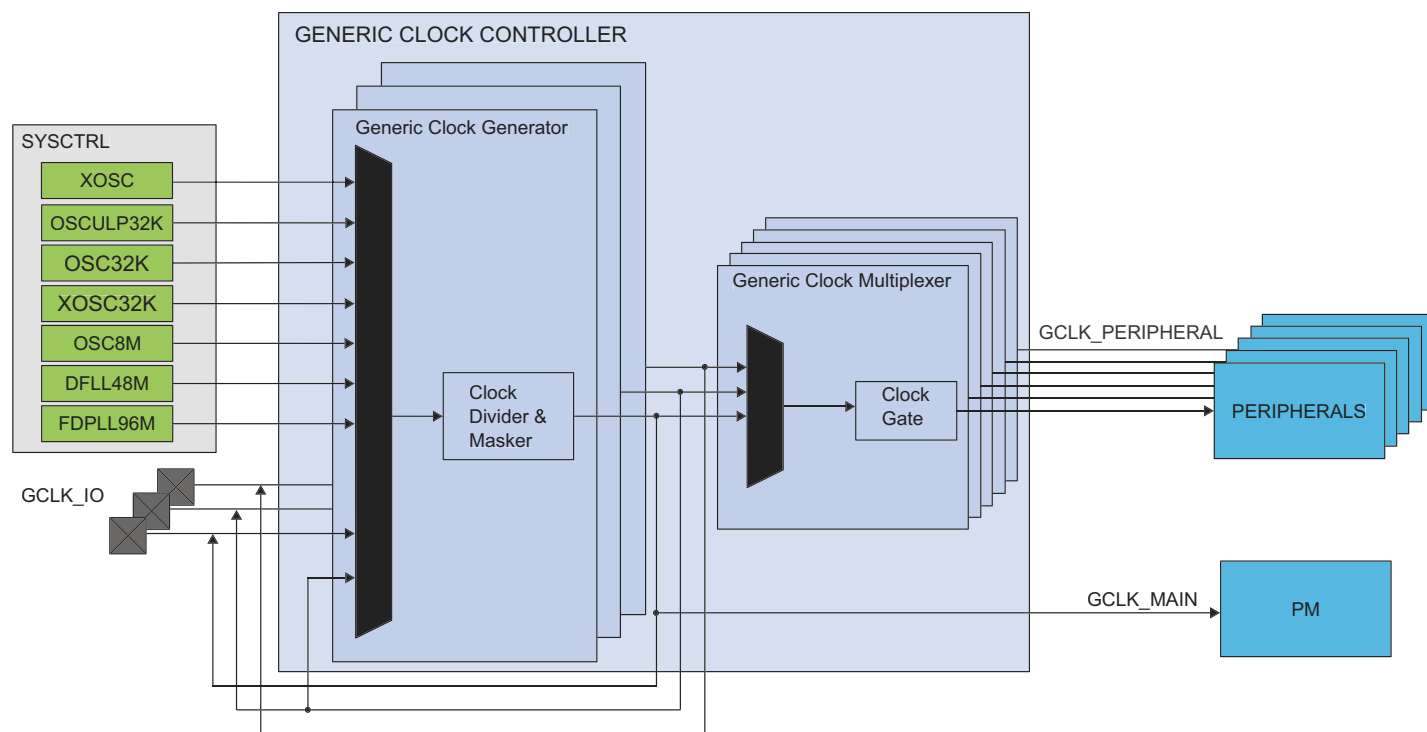 GENERIC CLOCK CONTROLLER
Generic Clock Generator
SYSCTRL
XOSC
OSCULP32K
OSC32K
XOSC32K
OSC8M
DFLL48M
FDPLL96M
GCLK_IO
Clock
Divider &
Masker
Generic Clock Multiplexer
Clock
Gate
GCLK_PERIPHERAL
PERIPHERALS
GCLK_MAIN
PM